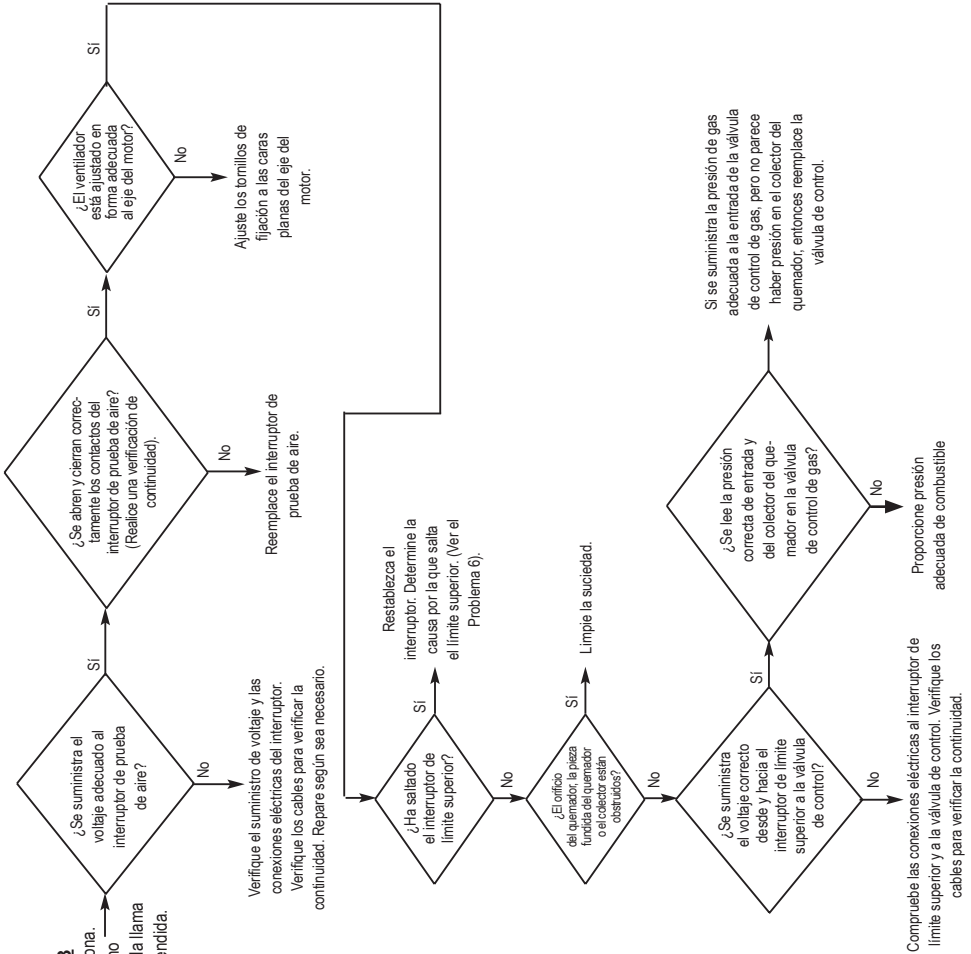 B
ona.
no
la llama
endida.
¿Se suministra el
voltaje adecuado al
interruptor de prueba
de aire?
Sí
No
Verifique el suministro de voltaje y las
conexiones eléctricas del interruptor.
Verifique los cables para verificar la
continuidad. Repare según sea necesario.
¿Se abren y cierran correc-
tamente los contactos del
interruptor de prueba de aire?
(Realice una verificación de
continuidad).
Sí
No
Reemplace el interruptor de
prueba de aire.
¿El ventilador
está ajustado en
forma adecuada
al eje del motor?
Sí
No
Ajuste los tornillos de
fijación a las caras
planas del eje del
motor.
¿Ha saltado
el interruptor de
límite superior?
Sí
No
Restablezca el
interruptor. Determine la
causa por la que salta
el límite superior. (Ver el
Problema 6).
¿El orificio
del quemador, la pieza
fundida del quemador
o el colector están
obstruidos?
Sí
No
Limpie la suciedad.
¿Se suministra
el voltaje correcto
desde y hacia el
interruptor de límite
superior a la válvula
de control?
Sí
No
Compruebe las conexiones eléctricas al interruptor de
límite superior y a la válvula de control. Verifique los
cables para verificar la continuidad.
¿Se lee la presión
correcta de entrada y
del colector del que-
mador en la válvula
de control de gas?
No
Proporcione presión
adecuada de combustible
Si se suministra la presión de gas
adecuada a la entrada de la válvula
de control de gas, pero no parece
haber presión en el colector del
quemador, entonces reemplace la
válvula de control.